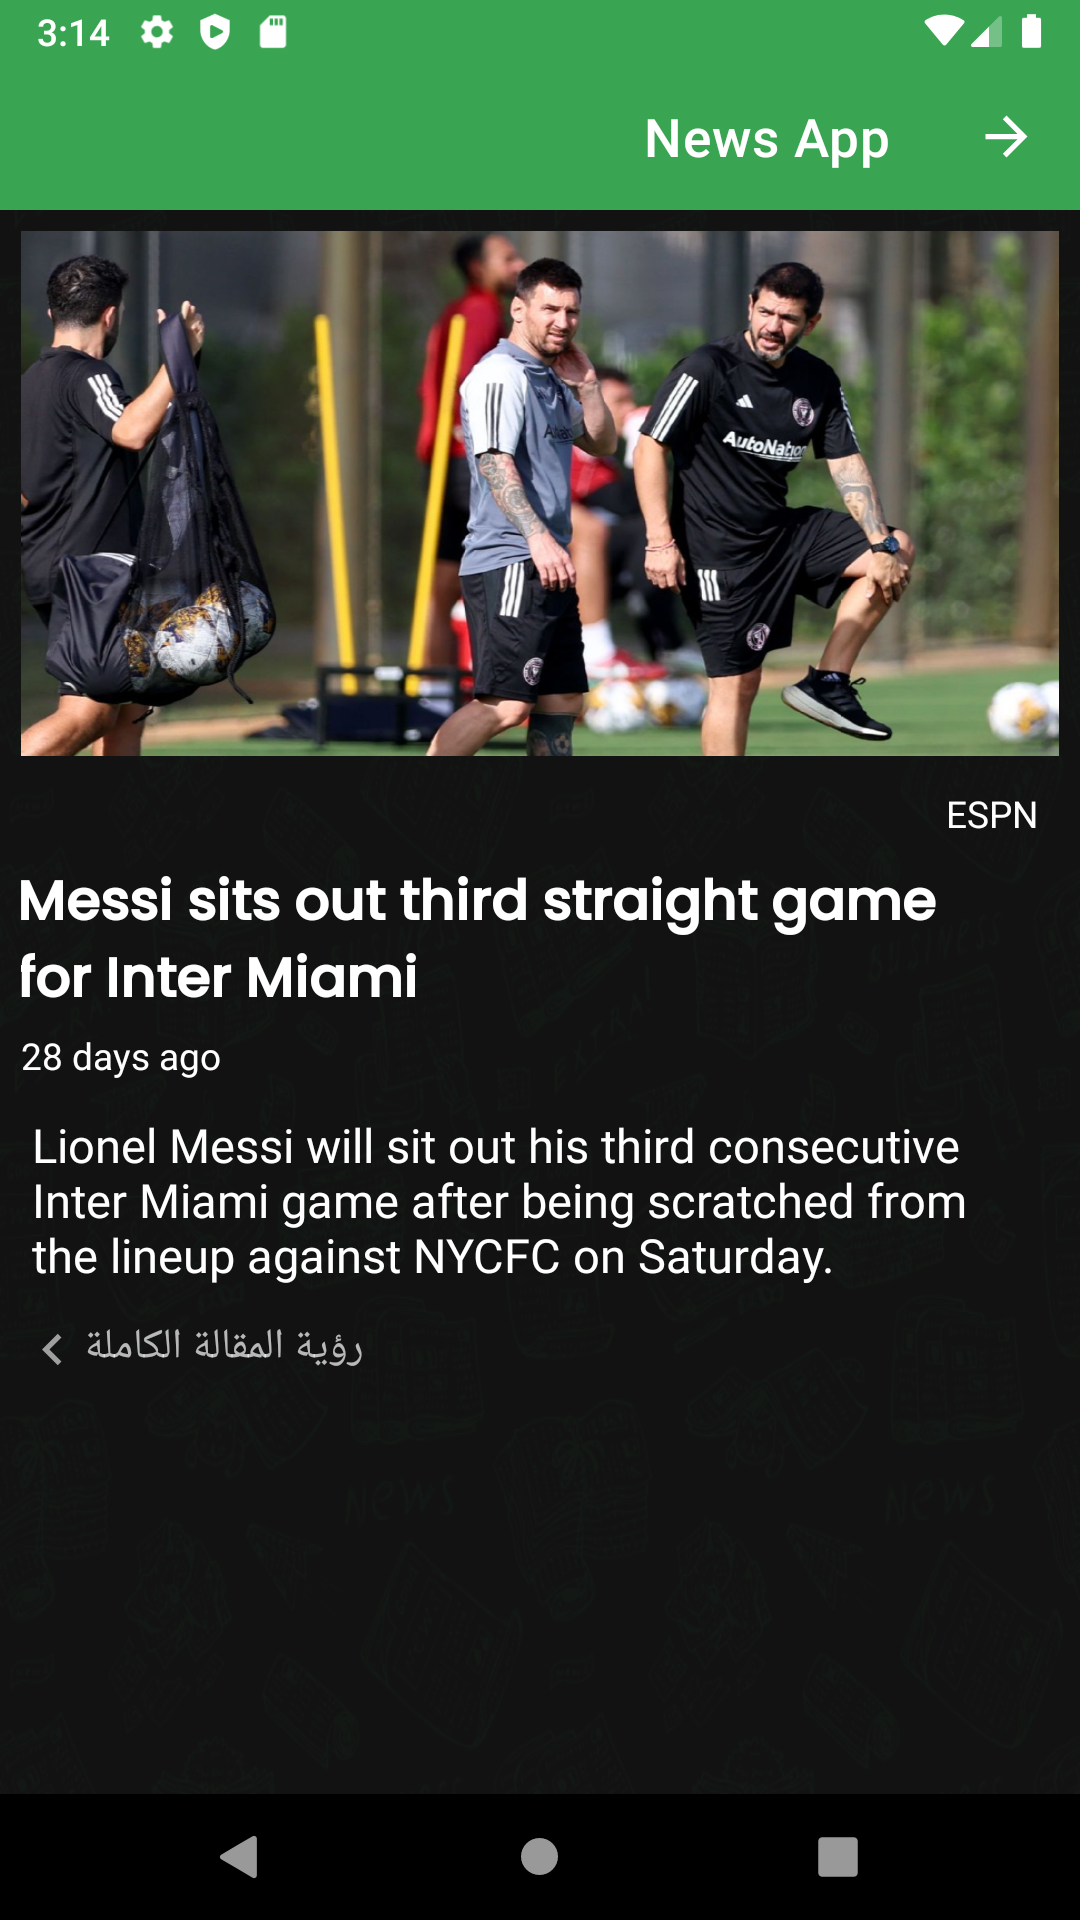 3:14
News App
AutoNation
ESPN
Messi sits out third straight game
for Inter Miami
28 days ago
Lionel Messi will sit out his third consecutive
Inter Miami game after being scratched from
the lineup against NYCFC on Saturday.
رؤية المقالة الكاملة
NEWS
NEWS